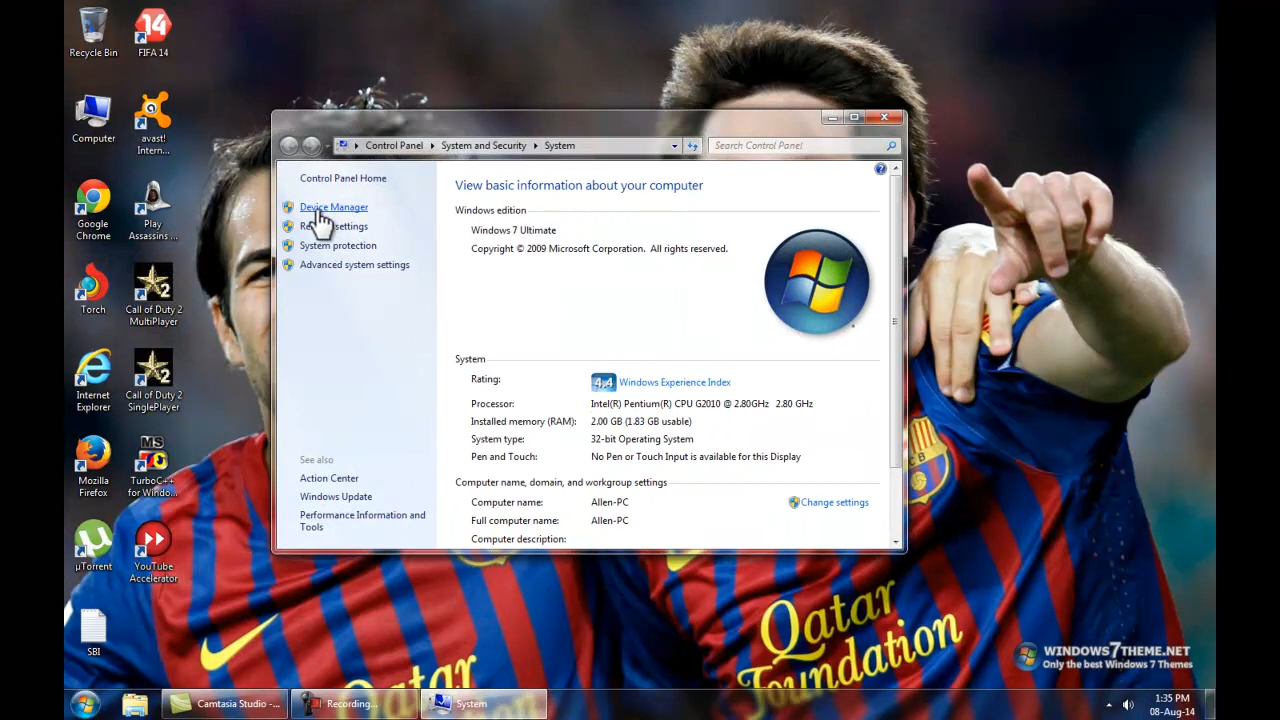 Recycle Bin
FIFA 14
Computer
avast!
Intern...
Google
Chrome
Play
Assassins ...
Torch
Call of Duty 2
MultiPlayer
Internet
Explorer
Call of Duty 2
SinglePlayer
Mozilla
Firefox
TurboC++
for Windo...
µTorrent
YouTube
Accelerator
SBI
Control Panel
System and Security
System
Search Control Panel
Control Panel Home
Device Manager
settings
System protection
Advanced system settings
See also
Action Center
Windows Update
Performance Information and
Tools
View basic information about your computer
Windows edition
Windows 7 Ultimate
Copyright © 2009 Microsoft Corporation. All rights reserved.
System
Rating: 4.4 Windows Experience Index
Processor: Intel(R) Pentium(R) CPU G2010 @ 2.80GHz 2.80 GHz
Installed memory (RAM): 2.00 GB (1.83 GB usable)
System type: 32-bit Operating System
Pen and Touch: No Pen or Touch Input is available for this Display
Computer name, domain, and workgroup settings
Computer name: Allen-PC
Change settings
Full computer name: Allen-PC
Computer description:
Qatar
Foundation
Qatar
WINDOWS7THEME.NET
Only the best Windows 7 Themes
Camtasia Studio -...
Recording...
System
1:35 PM
08-Aug-14